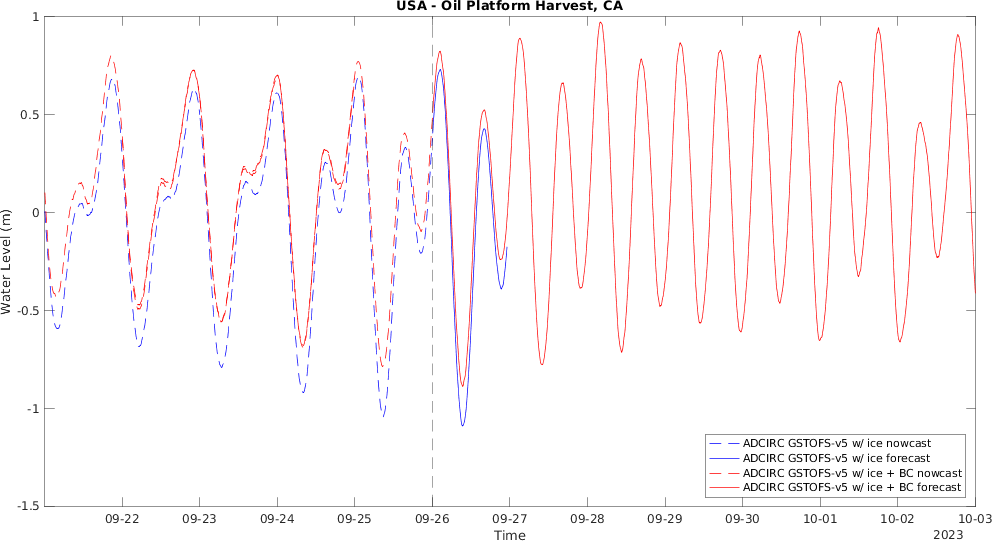 USA - Oil Platform Harvest, CA
Water Level (m)
1
0.5
0
-0.5
-1
-1.5
09-22 09-23 09-24 09-25 09-26 09-27 09-28 09-29 09-30 10-01 10-02 10-03
Time
2023
ADCIRC GSTOFS-v5 w/ ice nowcast
ADCIRC GSTOFS-v5 w/ ice forecast
ADCIRC GSTOFS-v5 w/ ice + BC nowcast
ADCIRC GSTOFS-v5 w/ ice + BC forecast